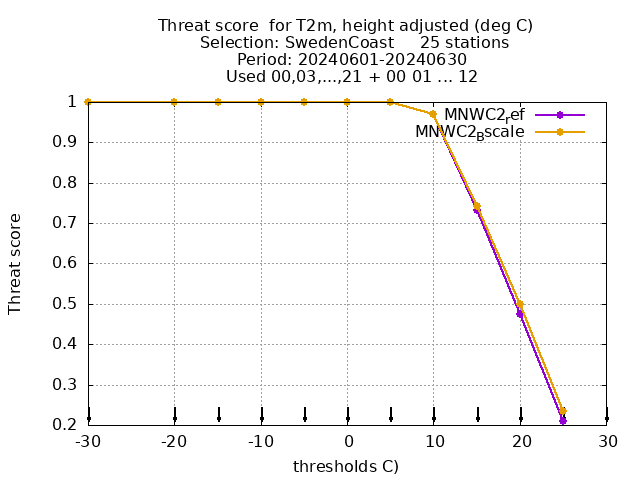 Threat score  for T2m, height adjusted (deg C)
Selection: SwedenCoast     25 stations
Period: 20240601-20240630
Used 00,03,...,21 + 00 01 ... 12
MNWC2ref
MNWC2Bscale
1
0.9
0.8
0.7
0.6
0.5
0.4
0.3
0.2
Threat score
-30 -20 -10 0 10 20 30
thresholds C)